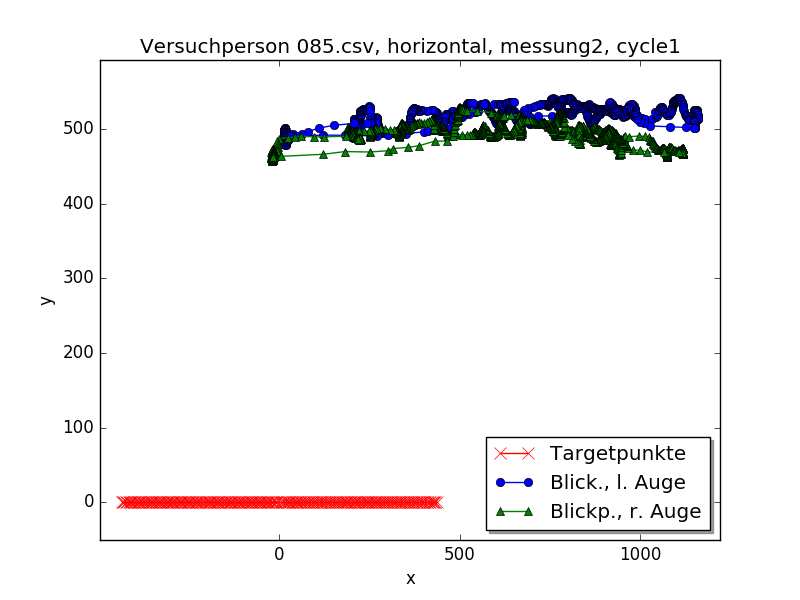 Versuchperson 085.csv, horizontal, messung2, cycle1
500
400
300
200
100
0
y
0 500 1000
x
Targetpunkte
Blick., l. Auge
Blickp., r. Auge